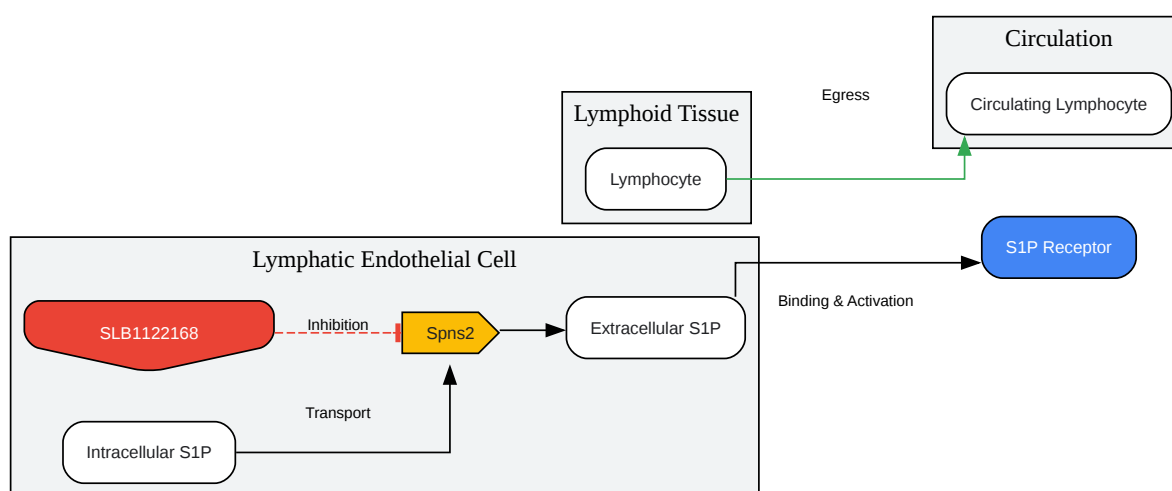 Circulation
Circulating Lymphocyte
Egress
Lymphoid Tissue
Lymphocyte
S1P Receptor
Binding & Activation
Lymphatic Endothelial Cell
SLB1122168
Inhibition
Spns2
Extracellular S1P
Transport
Intracellular S1P